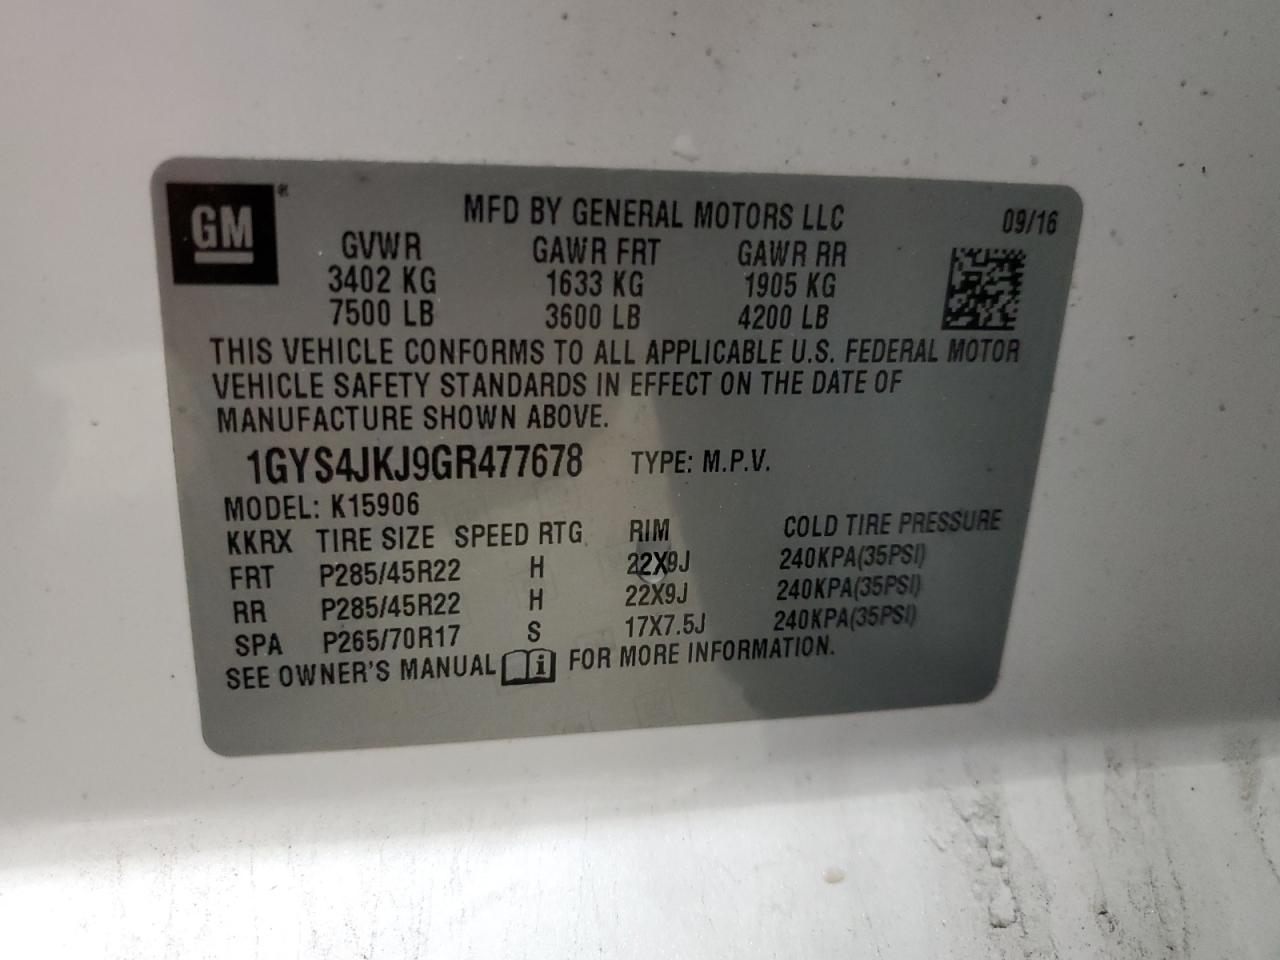 GM ® MFD BY GENERAL MOTORS LLC 09/16
GVWR GAWR FRT GAWR RR
3402 KG 1633 KG 1905 KG
7500 LB 3600 LB 4200 LB
THIS VEHICLE CONFORMS TO ALL APPLICABLE U.S. FEDERAL MOTOR
VEHICLE SAFETY STANDARDS IN EFFECT ON THE DATE OF
MANUFACTURE SHOWN ABOVE.
1GYS4JKJ9GR477678 TYPE: M.P.V.
MODEL: K15906
KKRX TIRE SIZE SPEED RTG RIM COLD TIRE PRESSURE
FRT P285/45R22 H 22X9J 240KPA(35PSI)
RR P285/45R22 H 22X9J 240KPA(35PSI)
SPA P265/70R17 S 17X7.5J 240KPA(35PSI)
SEE OWNER'S MANUAL i FOR MORE INFORMATION.